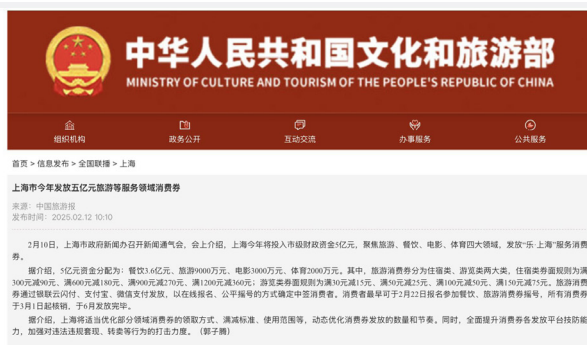 中华人民共和国文化和旅游部
MINISTRY OF CULTURE AND TOURISM OF THE PEOPLE'S REPUBLIC OF CHINA
组织机构 政务公开 互动交流 办事服务 公共服务
首页 > 信息发布 > 全国联播 > 上海
上海市今年发放五亿元旅游等服务领域消费券
来源：中国旅游报
发布时间：2025.02.12 10:10
2月10日，上海市政府新闻办召开新闻通气会，会上介绍，上海今年将投入市级财政资金5亿元，聚焦旅游、餐饮、电影、体育四大领域，发放“乐·上海”服务消费
券。
据介绍，5亿元资金分配为：餐饮3.6亿元、旅游9000万元、电影3000万元、体育2000万元。其中，旅游消费券分为住宿类、游览类两大类，住宿类券面规则为满
300元减90元、满600元减180元、满900元减270元、满1200元减360元；游览类券面规则为满30元减15元、满50元减25元、满100元减50元、满150元减75元。旅游消费
券通过银联云闪付、支付宝、微信支付发放，以在线报名、公平摇号的方式确定中签消费者。消费者最早可于2月22日报名参加餐饮、旅游消费券摇号，所有消费券
于3月1日起核销，于6月发放完毕。
据介绍，上海将适当优化部分领域消费券的领取方式、满减标准、使用范围等，动态优化消费券发放的数量和节奏。同时，全面提升消费券各发放平台技防能
力，加强对违法违规套现、转卖等行为的打击力度。（郭子腾）